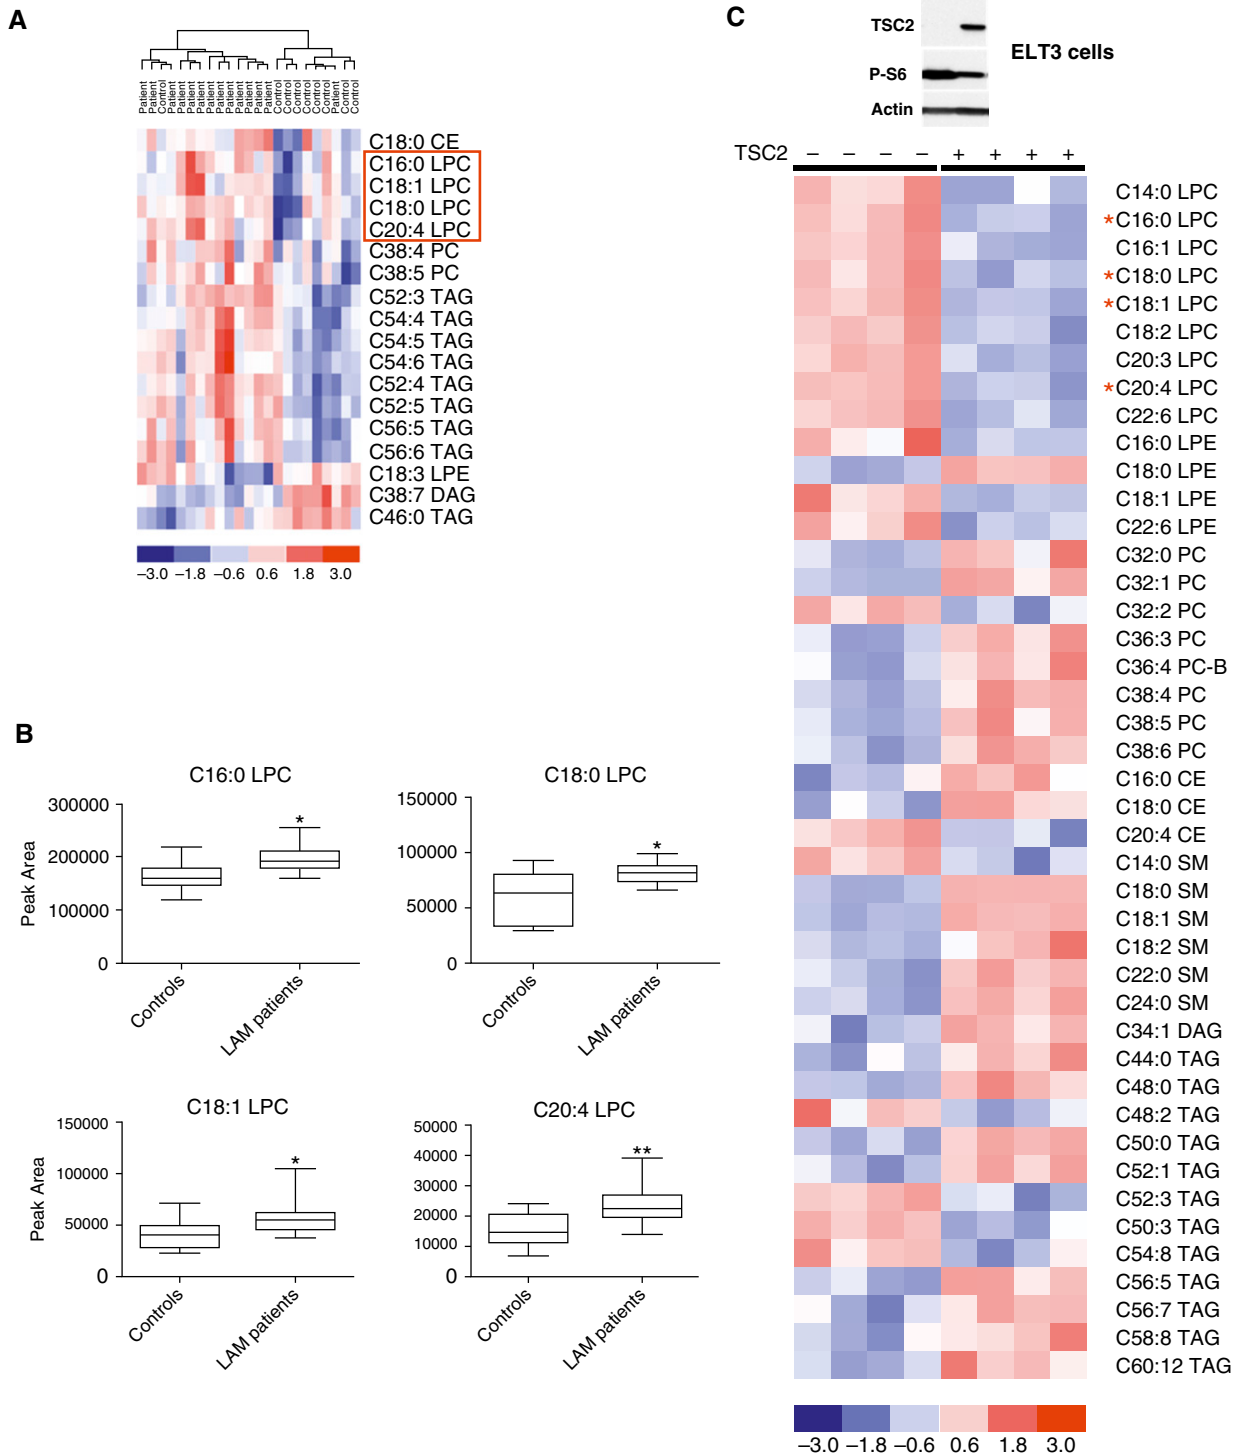 A
Patient
Patient
Control
Patient
Patient
Patient
Patient
Patient
Patient
Control
Patient
Patient
Patient
Patient
Control
Control
Control
Control
Control
Control
Patient
Control
Control
C18:0 CE
C16:0 LPC
C18:1 LPC
C18:0 LPC
C20:4 LPC
C38:4 PC
C38:5 PC
C52:3 TAG
C54:4 TAG
C54:5 TAG
C54:6 TAG
C52:4 TAG
C52:5 TAG
C56:5 TAG
C56:6 TAG
C18:3 LPE
C38:7 DAG
C46:0 TAG
−3.0 −1.8 −0.6 0.6 1.8 3.0
B
C16:0 LPC
300000
200000
100000
0
Peak Area
*
Controls
LAM patients
C18:0 LPC
150000
100000
50000
0
*
Controls
LAM patients
C18:1 LPC
150000
100000
50000
0
Peak Area
*
Controls
LAM patients
C20:4 LPC
50000
40000
30000
20000
10000
0
**
Controls
LAM patients
C
TSC2
P-S6
Actin
ELT3 cells
TSC2 − − − − + + + +
C14:0 LPC
*C16:0 LPC
C16:1 LPC
*C18:0 LPC
*C18:1 LPC
C18:2 LPC
C20:3 LPC
*C20:4 LPC
C22:6 LPC
C16:0 LPE
C18:0 LPE
C18:1 LPE
C22:6 LPE
C32:0 PC
C32:1 PC
C32:2 PC
C36:3 PC
C36:4 PC-B
C38:4 PC
C38:5 PC
C38:6 PC
C16:0 CE
C18:0 CE
C20:4 CE
C14:0 SM
C18:0 SM
C18:1 SM
C18:2 SM
C22:0 SM
C24:0 SM
C34:1 DAG
C44:0 TAG
C48:0 TAG
C48:2 TAG
C50:0 TAG
C52:1 TAG
C52:3 TAG
C50:3 TAG
C54:8 TAG
C56:5 TAG
C56:7 TAG
C58:8 TAG
C60:12 TAG
−3.0 −1.8 −0.6 0.6 1.8 3.0